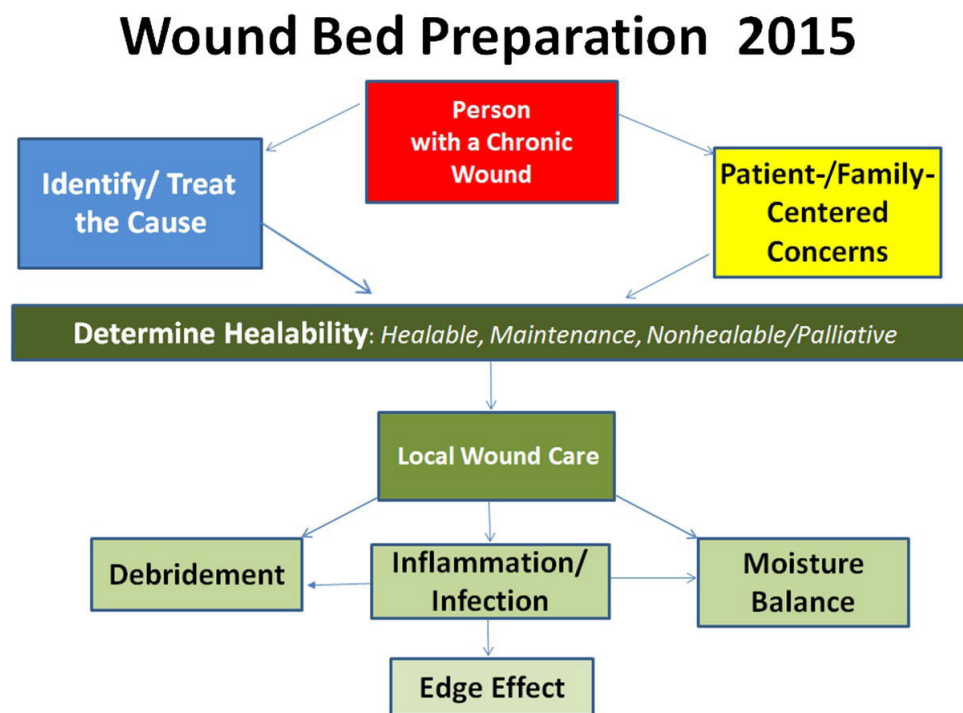 Wound Bed Preparation 2015
Person
with a Chronic
Wound
Identify/ Treat
the Cause
Patient-/Family-
Centered
Concerns
Determine Healability: Healable, Maintenance, Nonhealable/Palliative
Local Wound Care
Debridement
Inflammation/
Infection
Moisture
Balance
Edge Effect